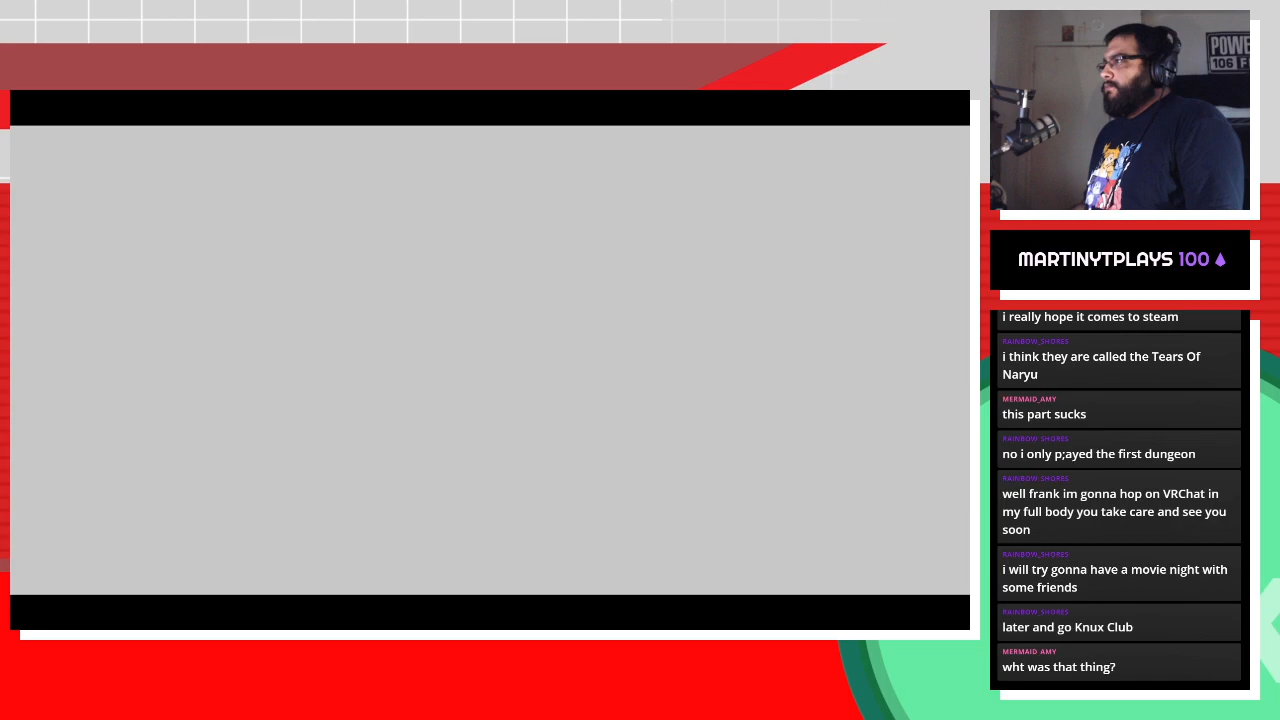 POWE
106 F
MARTINYTPLAYS 100
i really hope it comes to steam
RAINBOW_SHORES
i think they are called the Tears Of
Naryu
MERMAID_AMY
this part sucks
RAINBOW_SHORES
no i only p;ayed the first dungeon
RAINBOW_SHORES
well frank im gonna hop on VRChat in
my full body you take care and see you
soon
RAINBOW_SHORES
i will try gonna have a movie night with
some friends
RAINBOW_SHORES
later and go Knux Club
MERMAID_AMY
wht was that thing?